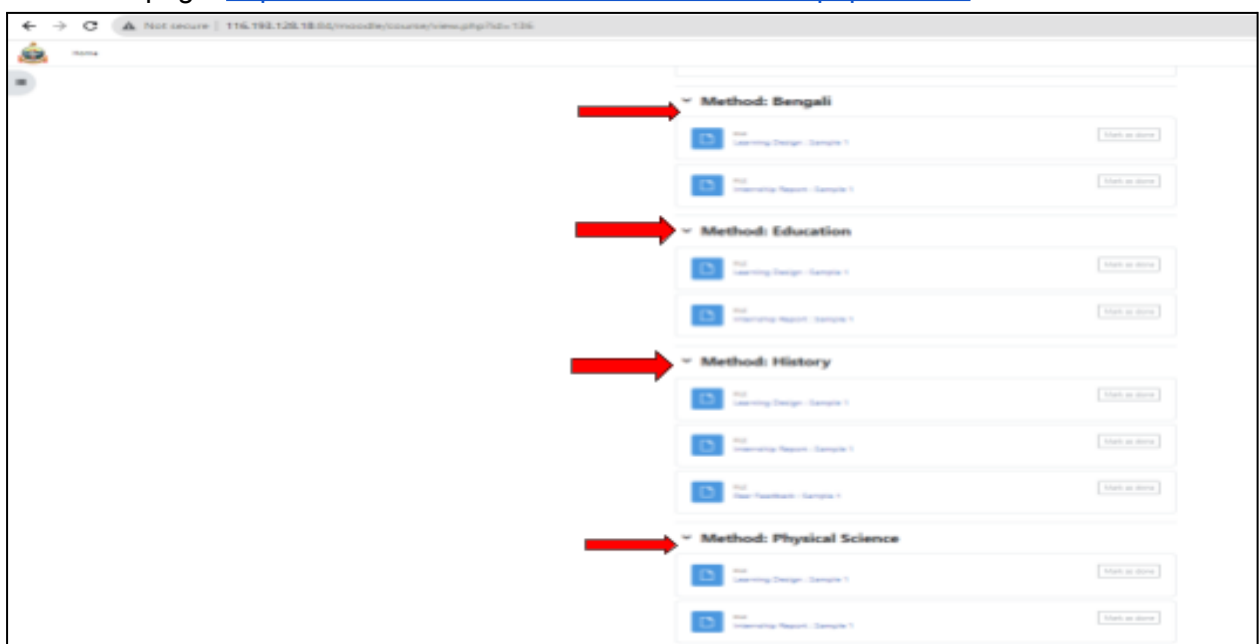 Not secure | 116.193.128.18:84/moodle/course/view.php?id=136
Home
Method: Bengali
Learning Design - Sample 1
Mark as done
Internship Report - Sample 1
Mark as done
Method: Education
Learning Design - Sample 1
Mark as done
Internship Report - Sample 1
Mark as done
Method: History
Learning Design - Sample 1
Mark as done
Internship Report - Sample 1
Mark as done
Peer Feedback - Sample 1
Mark as done
Method: Physical Science
Learning Design - Sample 1
Mark as done
Internship Report - Sample 1
Mark as done